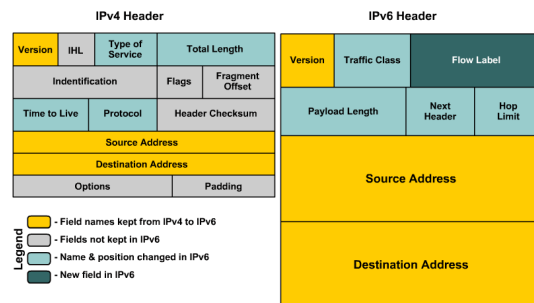 IPv4 Header
Version IHL Type of Service Total Length
Indentification Flags Fragment Offset
Time to Live Protocol Header Checksum
Source Address
Destination Address
Options Padding
Legend
- Field names kept from IPv4 to IPv6
- Fields not kept in IPv6
- Name & position changed in IPv6
- New field in IPv6
IPv6 Header
Version Traffic Class Flow Label
Payload Length Next Header Hop Limit
Source Address
Destination Address